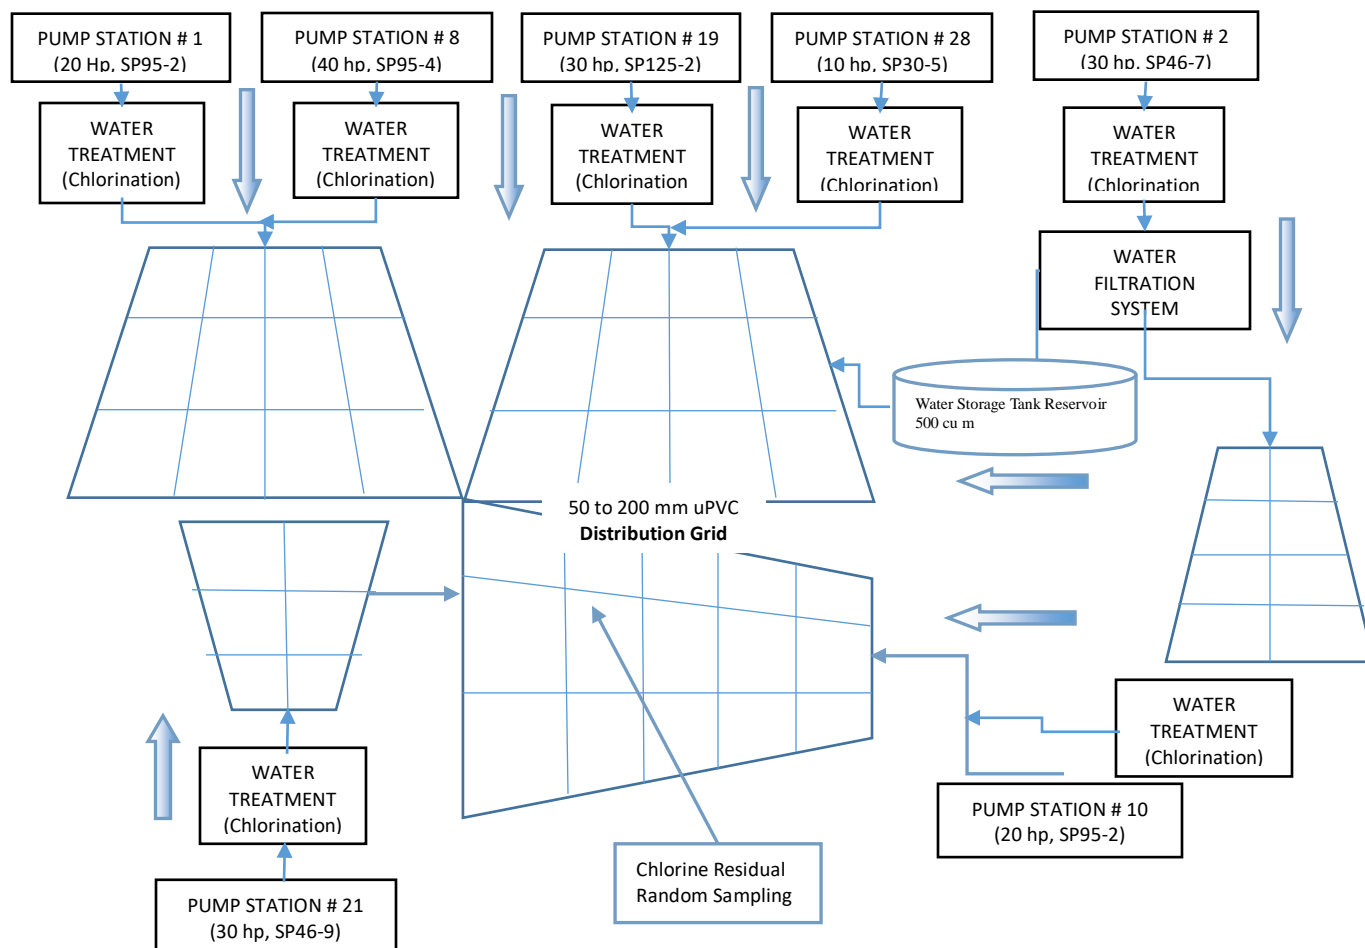 PUMP STATION # 1
(20 Hp, SP95-2)
PUMP STATION # 8
(40 hp, SP95-4)
PUMP STATION # 19
(30 hp, SP125-2)
PUMP STATION # 28
(10 hp, SP30-5)
PUMP STATION # 2
(30 hp. SP46-7)
WATER
TREATMENT
(Chlorination)
WATER
TREATMENT
(Chlorination)
WATER
TREATMENT
(Chlorination
WATER
TREATMENT
(Chlorination)
WATER
TREATMENT
(Chlorination
WATER
FILTRATION
SYSTEM
Water Storage Tank Reservoir
500 cu m
50 to 200 mm uPVC
Distribution Grid
WATER
TREATMENT
(Chlorination)
PUMP STATION # 10
(20 hp, SP95-2)
WATER
TREATMENT
(Chlorination)
PUMP STATION # 21
(30 hp, SP46-9)
Chlorine Residual
Random Sampling